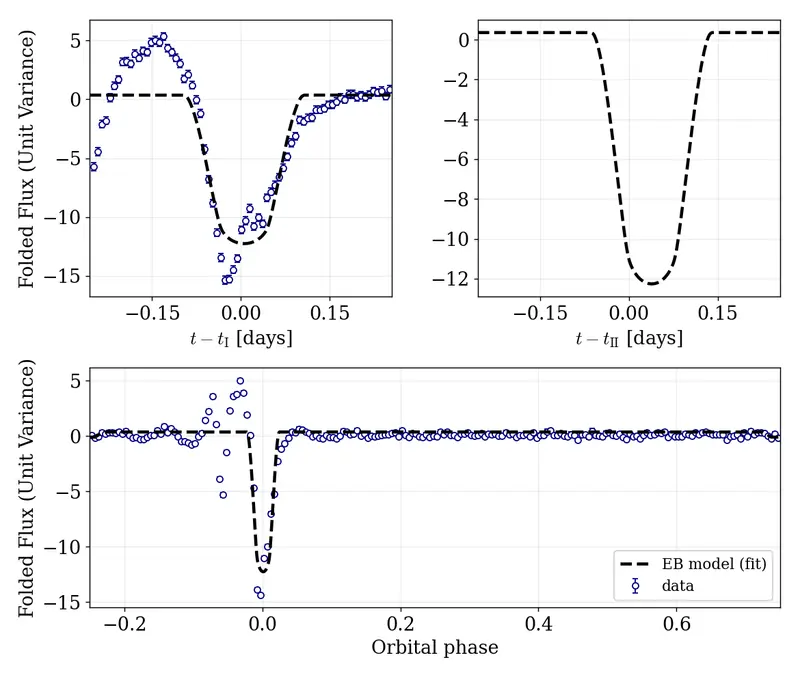 Folded Flux (Unit Variance)
5
0
−5
−10
−15
−0.15 0.00 0.15
t − t_I [days]
0
−2
−4
−6
−8
−10
−12
−0.15 0.00 0.15
t − t_II [days]
Folded Flux (Unit Variance)
5
0
−5
−10
−15
−0.2 0.0 0.2 0.4 0.6
Orbital phase
EB model (fit)
data